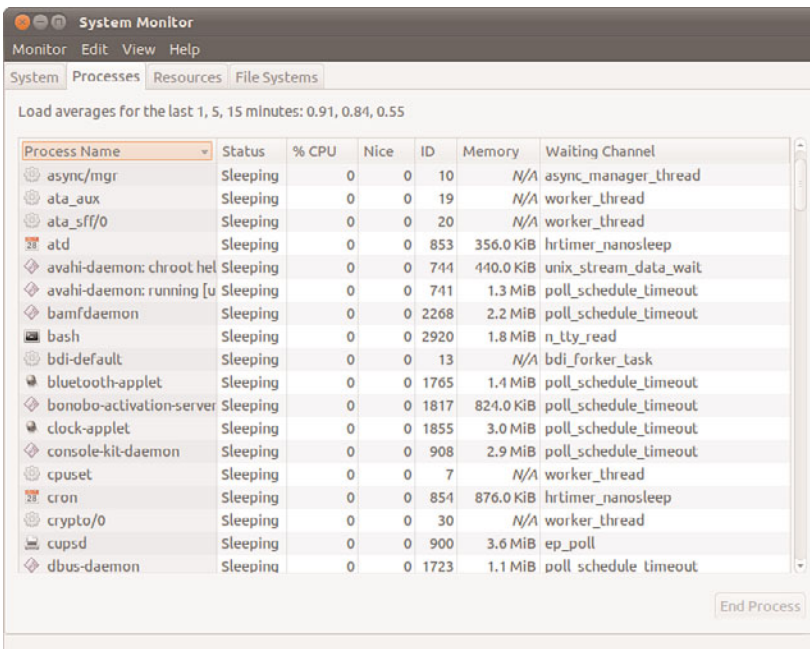 System Monitor
Monitor Edit View Help
System Processes Resources File Systems
Load averages for the last 1, 5, 15 minutes: 0.91, 0.84, 0.55
Process Name Status % CPU Nice ID Memory Waiting Channel
async/mgr Sleeping 0 0 10 N/A async_manager_thread
ata_aux Sleeping 0 0 19 N/A worker_thread
ata_sff/0 Sleeping 0 0 20 N/A worker_thread
28 atd Sleeping 0 0 853 356.0 KiB hrtimer_nanosleep
avahi-daemon: chroot hel Sleeping 0 0 744 440.0 KiB unix_stream_data_wait
avahi-daemon: running [u Sleeping 0 0 741 1.3 MiB poll_schedule_timeout
bamfdaemon Sleeping 0 0 2268 2.2 MiB poll_schedule_timeout
bash Sleeping 0 0 2920 1.8 MiB n_tty_read
bdi-default Sleeping 0 0 13 N/A bdi_forker_task
bluetooth-applet Sleeping 0 0 1765 1.4 MiB poll_schedule_timeout
bonobo-activation-server Sleeping 0 0 1817 824.0 KiB poll_schedule_timeout
clock-applet Sleeping 0 0 1855 3.0 MiB poll_schedule_timeout
console-kit-daemon Sleeping 0 0 908 2.9 MiB poll_schedule_timeout
cpuset Sleeping 0 0 7 N/A worker_thread
28 cron Sleeping 0 0 854 876.0 KiB hrtimer_nanosleep
crypto/0 Sleeping 0 0 30 N/A worker_thread
cupsd Sleeping 0 0 900 3.6 MiB ep_poll
dbus-daemon Sleeping 0 0 1723 1.1 MiB poll_schedule_timeout
End Process